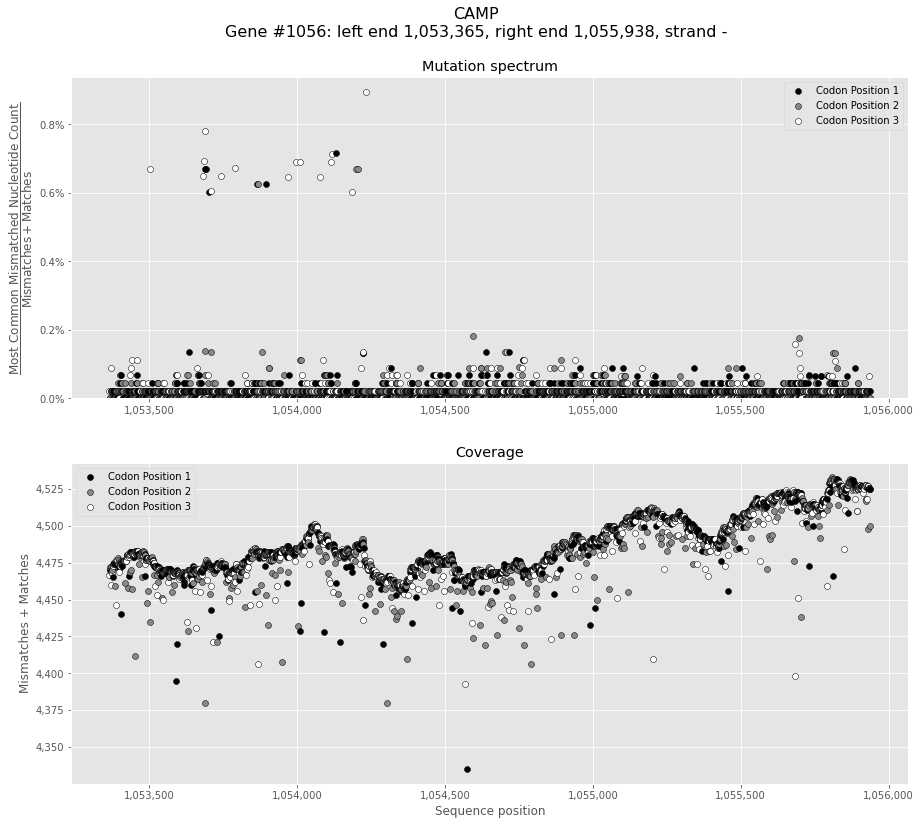 CAMP
Gene #1056: left end 1,053,365, right end 1,055,938, strand -
Mutation spectrum
Most Common Mismatched Nucleotide Count
Mismatches + Matches
0.8%
0.6%
0.4%
0.2%
0.0%
Codon Position 1
Codon Position 2
Codon Position 3
1,053,500
1,054,000
1,054,500
1,055,000
1,055,500
1,056,000
Coverage
Mismatches + Matches
4,525
4,500
4,475
4,450
4,425
4,400
4,375
4,350
Codon Position 1
Codon Position 2
Codon Position 3
1,053,500
1,054,000
1,054,500
1,055,000
1,055,500
1,056,000
Sequence position